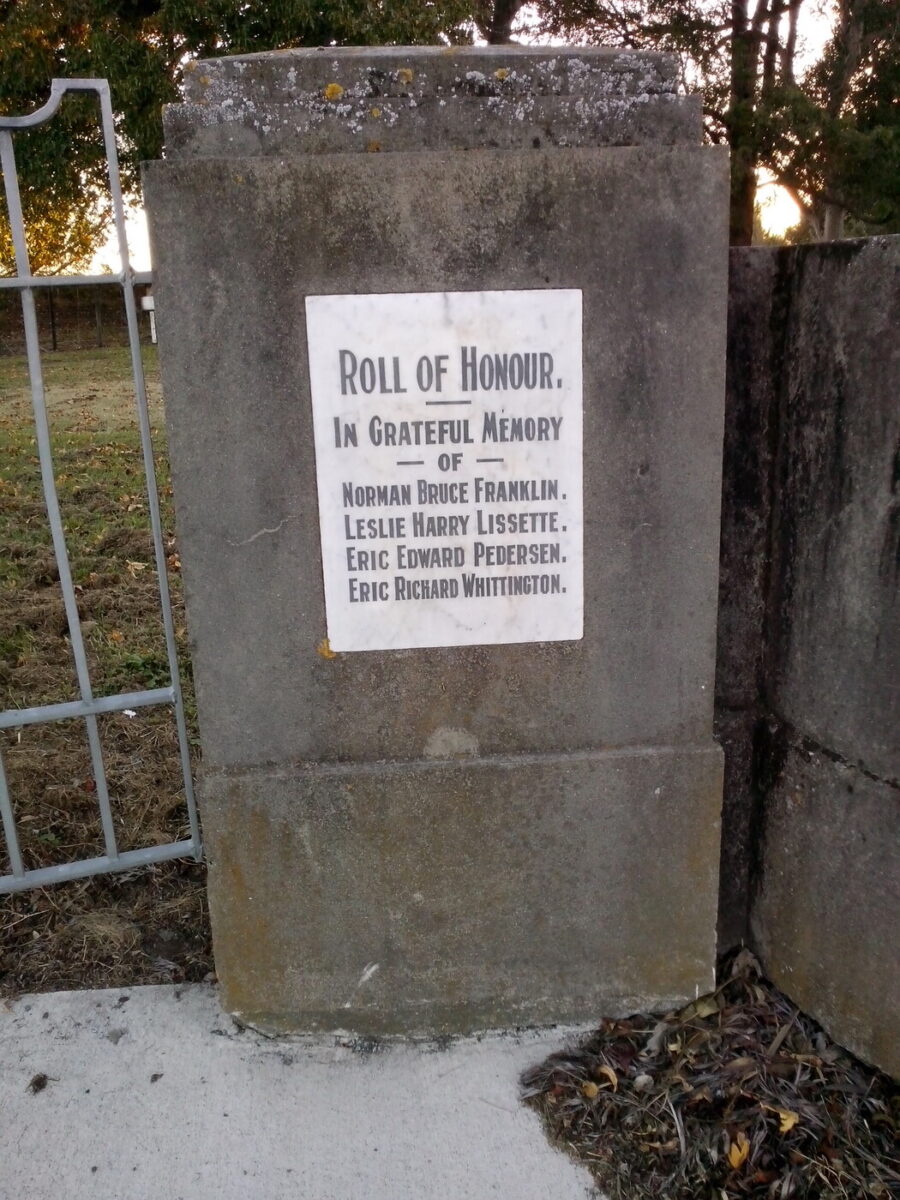 ROLL OF HONOUR.
IN GRATEFUL MEMORY
— OF —
NORMAN BRUCE FRANKLIN.
LESLIE HARRY LISSETTE.
ERIC EDWARD PEDERSEN.
ERIC RICHARD WHITTINGTON.